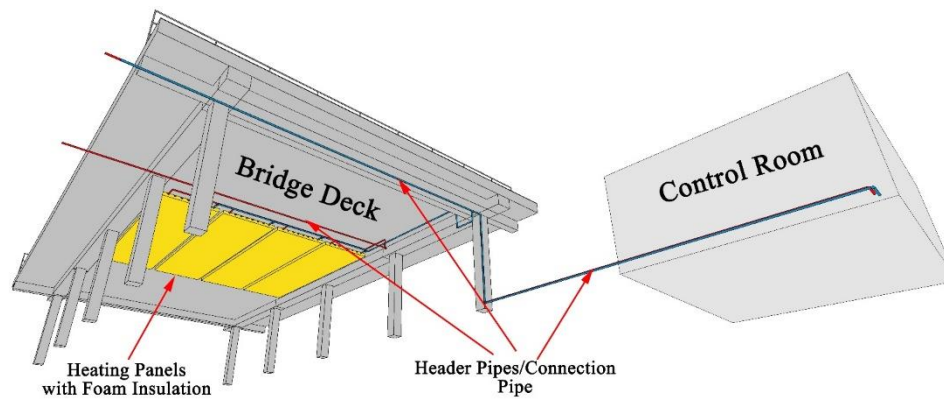 Bridge Deck
Control Room
Heating Panels
with Foam Insulation
Header Pipes/Connection
Pipe